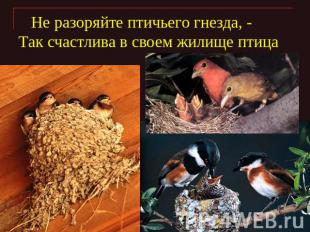 Не разоряйте птичьего гнезда, -
Так счастлива в своем жилище птица